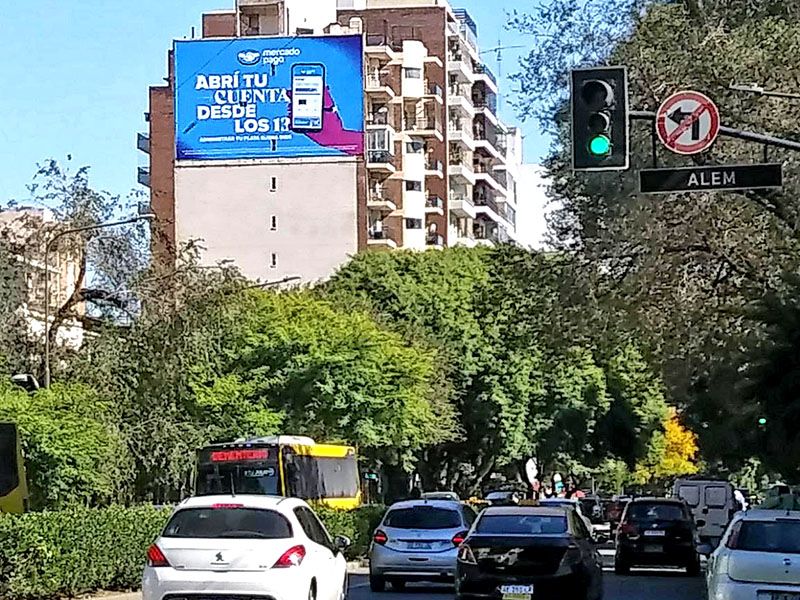 mercado
pago
ABRÍ TU
CUENTA
DESDE
LOS 13
ALEM
CEMENTERIO